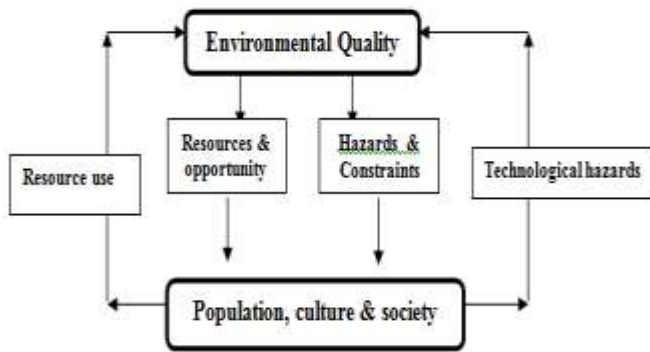 Environmental Quality
Resources &
opportunity
Hazards &
Constraints
Resource use
Technological hazards
Population, culture & society